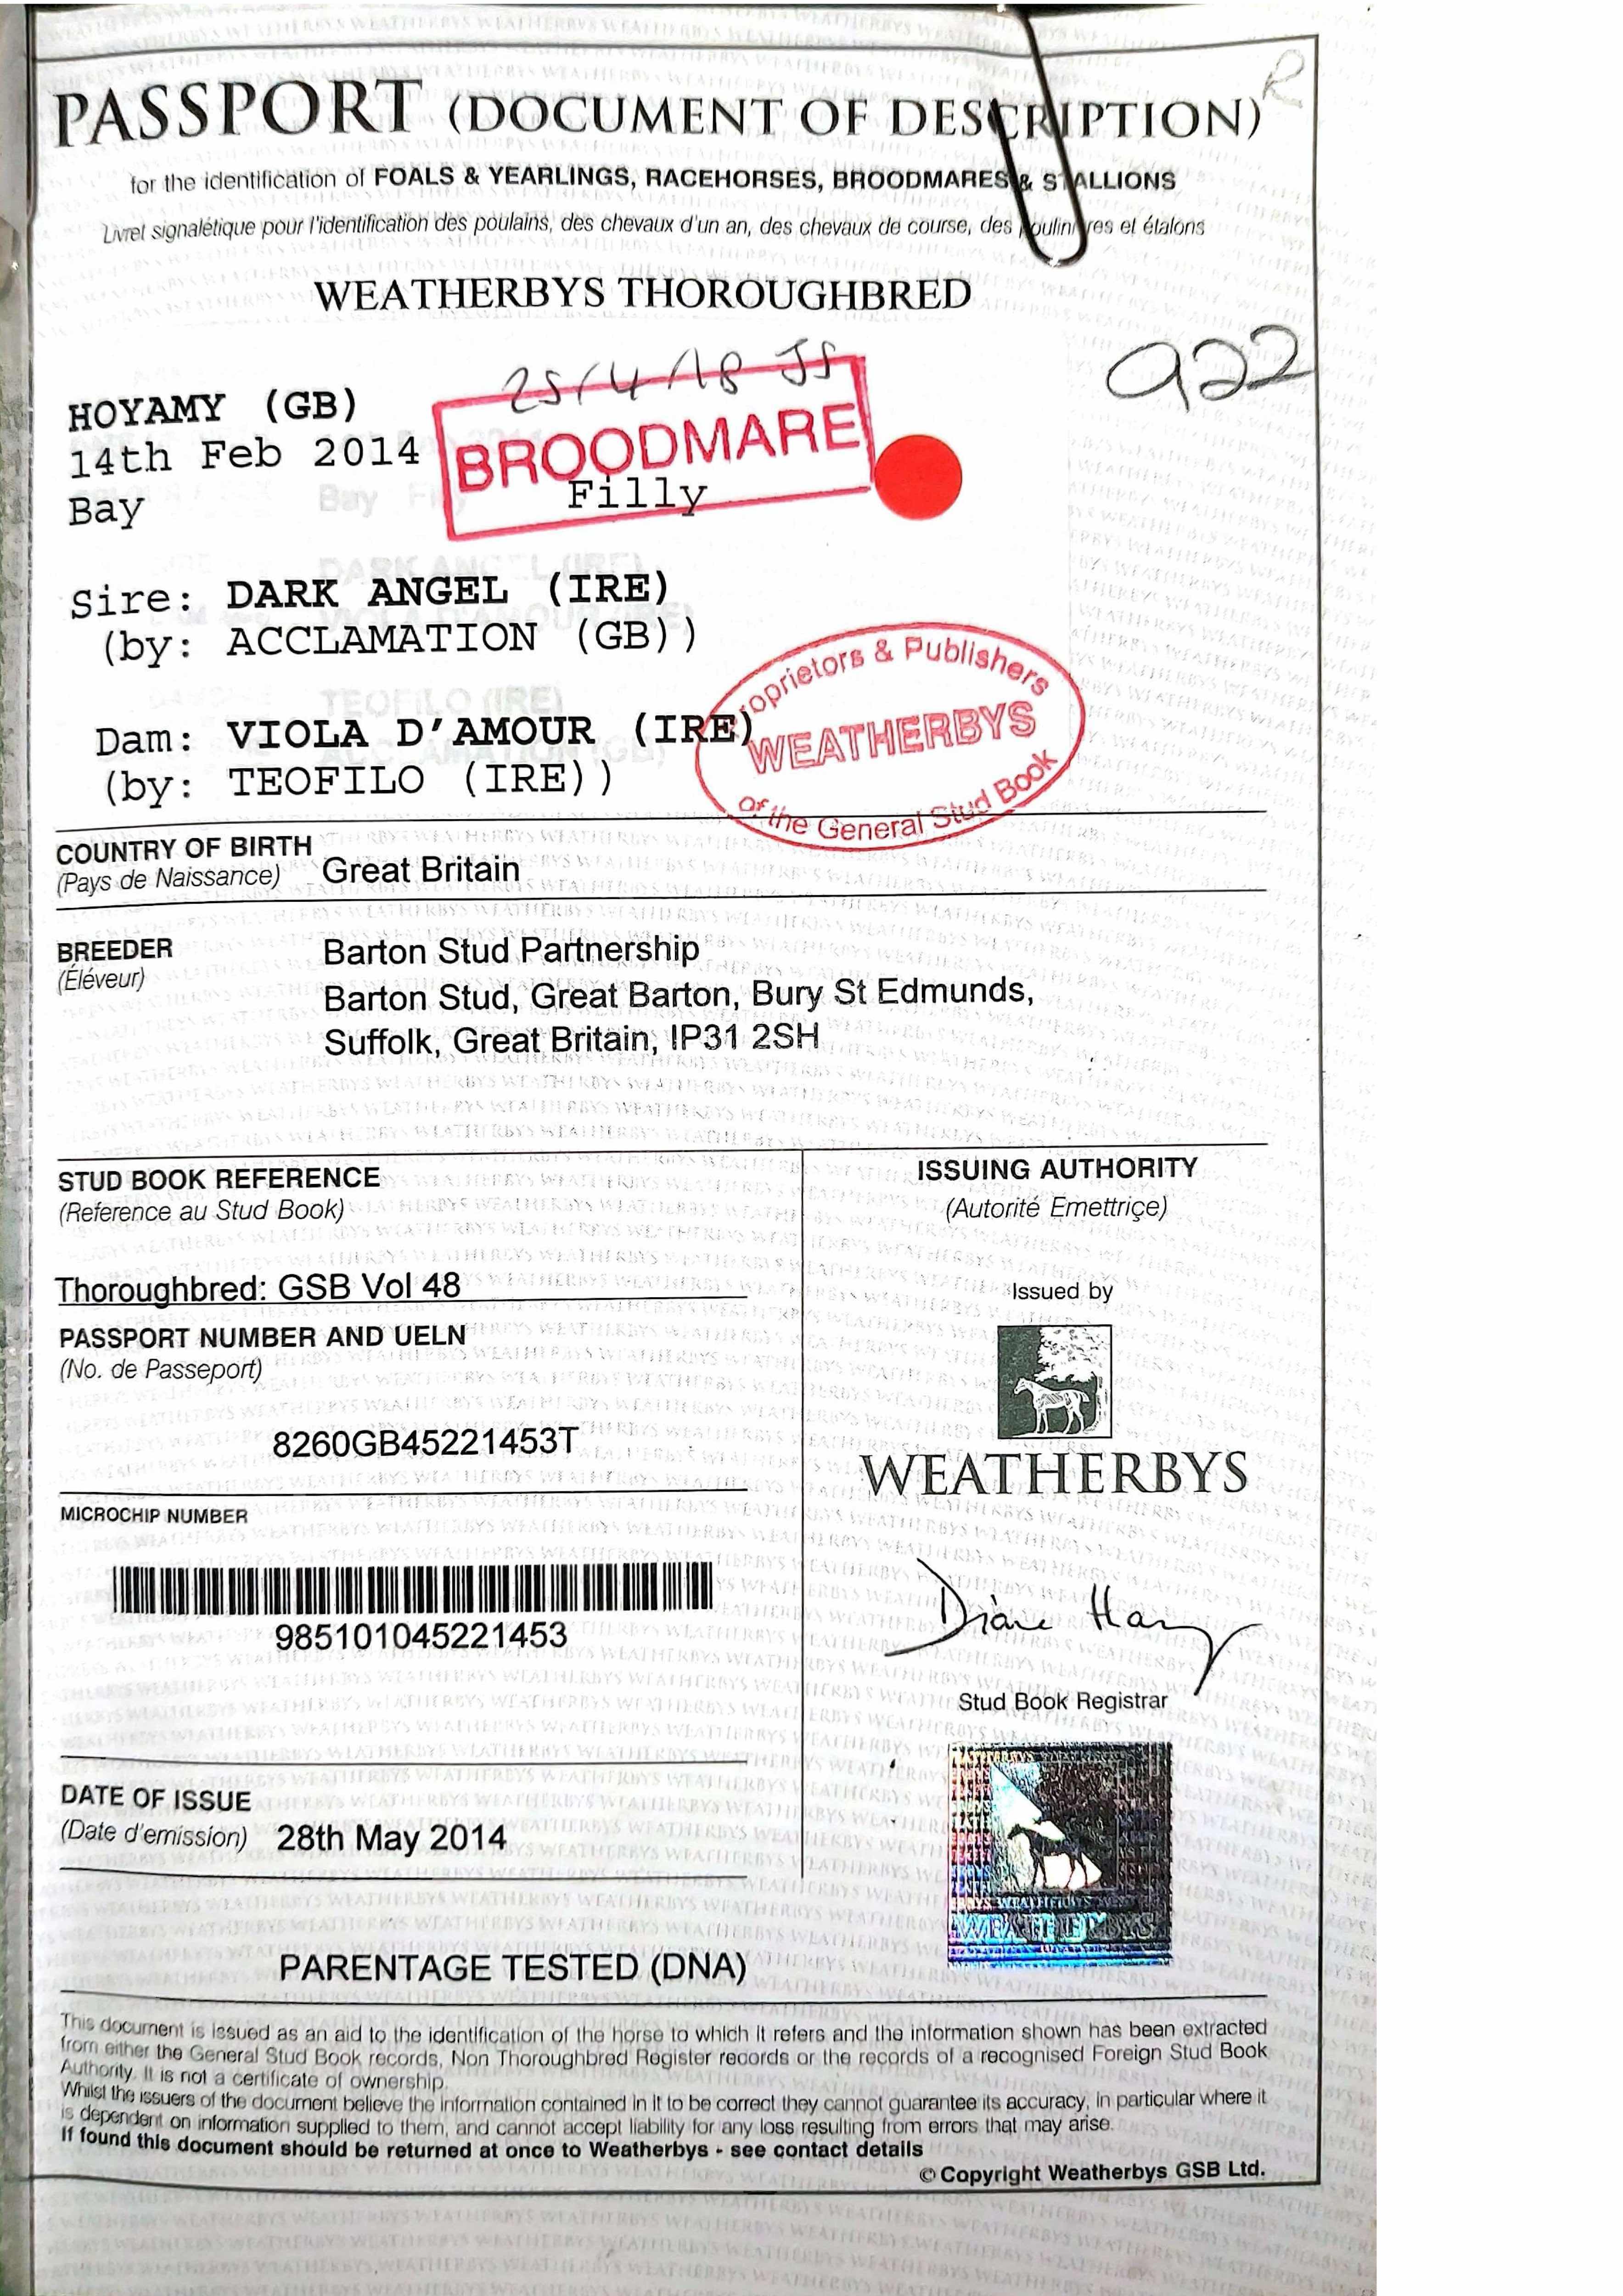 PASSPORT (DOCUMENT OF DESCRIPTION)
R
for the identification of FOALS & YEARLINGS, RACEHORSES, BROODMARES & STALLIONS
Livret signalétique pour l'identification des poulains, des chevaux d'un an, des chevaux de course, des et étalons
WEATHERBYS THOROUGHBRED
25/4/18 JS
922
HOYAMY (GB)
14th Feb 2014
BROODMARE
Bay Filly
Sire: DARK ANGEL (IRE)
(by: ACCLAMATION (GB))
Proprietors & Publishers
WEATHERBYS
of the General Stud Book
Dam: VIOLA D'AMOUR (IRE)
(by: TEOFILO (IRE))
COUNTRY OF BIRTH
(Pays de Naissance) Great Britain
BREEDER Barton Stud Partnership
(Éléveur)
Barton Stud, Great Barton, Bury St Edmunds,
Suffolk, Great Britain, IP31 2SH
STUD BOOK REFERENCE
(Reference au Stud Book)
Thoroughbred: GSB Vol 48
PASSPORT NUMBER AND UELN
(No. de Passeport)
8260GB45221453T
MICROCHIP NUMBER
985101045221453
DATE OF ISSUE
(Date d'emission) 28th May 2014
ISSUING AUTHORITY
(Autorité Emettriçe)
Issued by
WEATHERBYS
Diane Han
Stud Book Registrar
WEATHERBYS
PARENTAGE TESTED (DNA)
This document is issued as an aid to the identification of the horse to which it refers and the information shown has been extracted
from either the General Stud Book records, Non Thoroughbred Register records or the records of a recognised Foreign Stud Book
Authority. It is not a certificate of ownership.
Whilst the issuers of the document believe the information contained in it to be correct they cannot guarantee its accuracy, in particular where it
is dependent on information supplied to them, and cannot accept liability for any loss resulting from errors that may arise.
If found this document should be returned at once to Weatherbys - see contact details
© Copyright Weatherbys GSB Ltd.